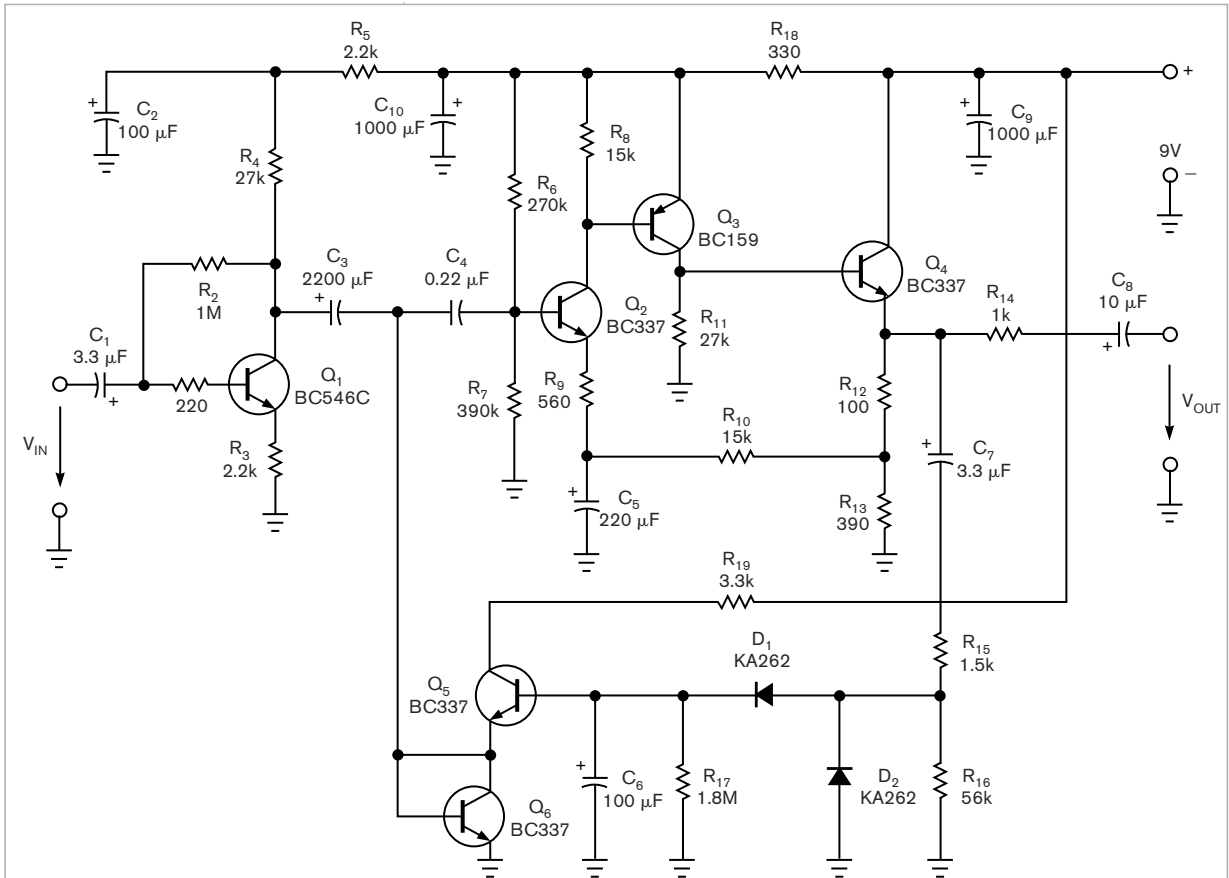 R5
2.2k
R18
330
+
C2
100 μF
+
C10
1000 μF
+
R8
15k
+
C9
1000 μF
R4
27k
9V
−
R6
270k
Q3
BC159
C3
2200 μF
+
C4
0.22 μF
Q4
BC337
R2
1M
Q2
BC337
R14
1k
C8
10 μF
+
R11
27k
C1
3.3 μF
+
220
Q1
BC546C
R7
390k
R9
560
R12
100
VOUT
VIN
R3
2.2k
R10
15k
+
C7
3.3 μF
+
C5
220 μF
R13
390
R19
3.3k
D1
KA262
R15
1.5k
Q5
BC337
+
C6
100 μF
R17
1.8M
D2
KA262
R16
56k
Q6
BC337